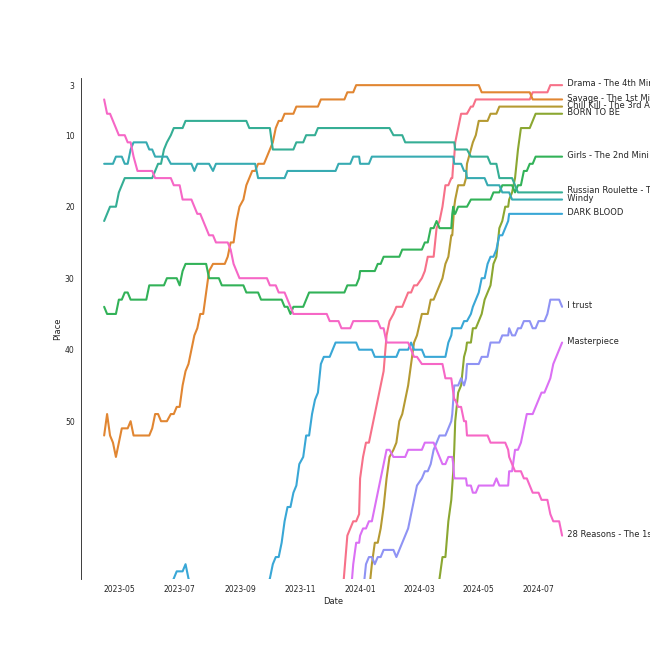 3
Drama - The 4th Mi
Savage - The 1st Mi
Chill Kill - The 3rd A
BORN TO BE
10
Girls - The 2nd Mini
Russian Roulette - T
Windy
20
DARK BLOOD
30
I trust
Place
Masterpiece
40
50
28 Reasons - The 1s
2023-05 2023-07 2023-09 2023-11 2024-01 2024-03 2024-05 2024-07
Date